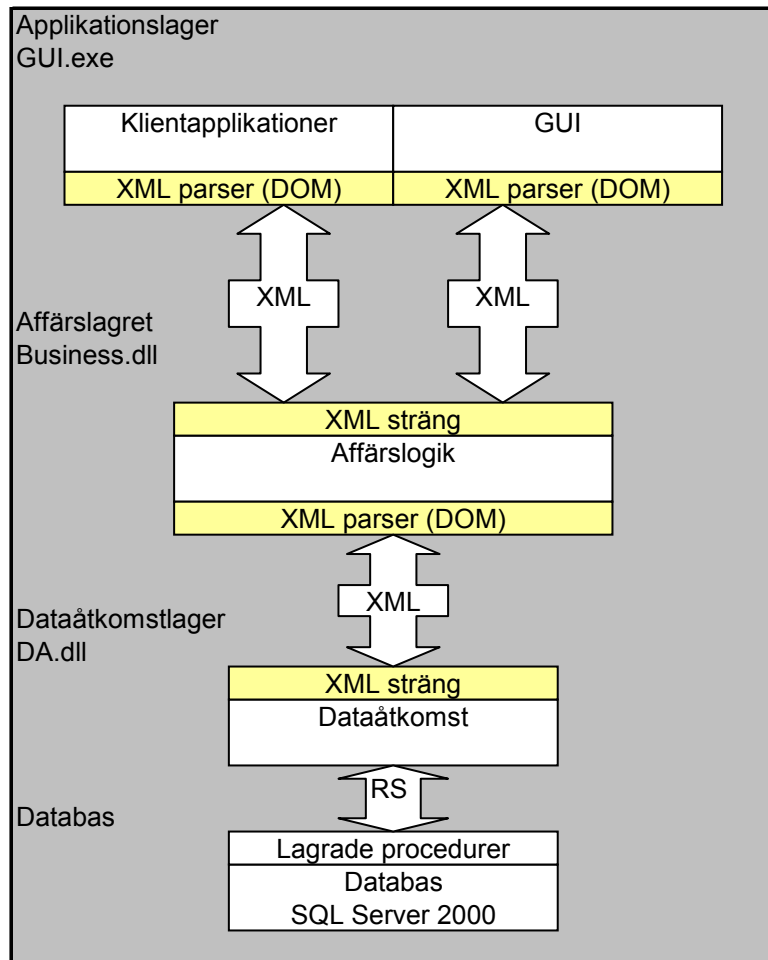 Applikationslager
GUI.exe
Klientapplikationer
GUI
XML parser (DOM)
XML parser (DOM)
XML
XML
Affärslagret
Business.dll
XML sträng
Affärslogik
XML parser (DOM)
XML
Dataåtkomstlager
DA.dll
XML sträng
Dataåtkomst
RS
Databas
Lagrade procedurer
Databas
SQL Server 2000